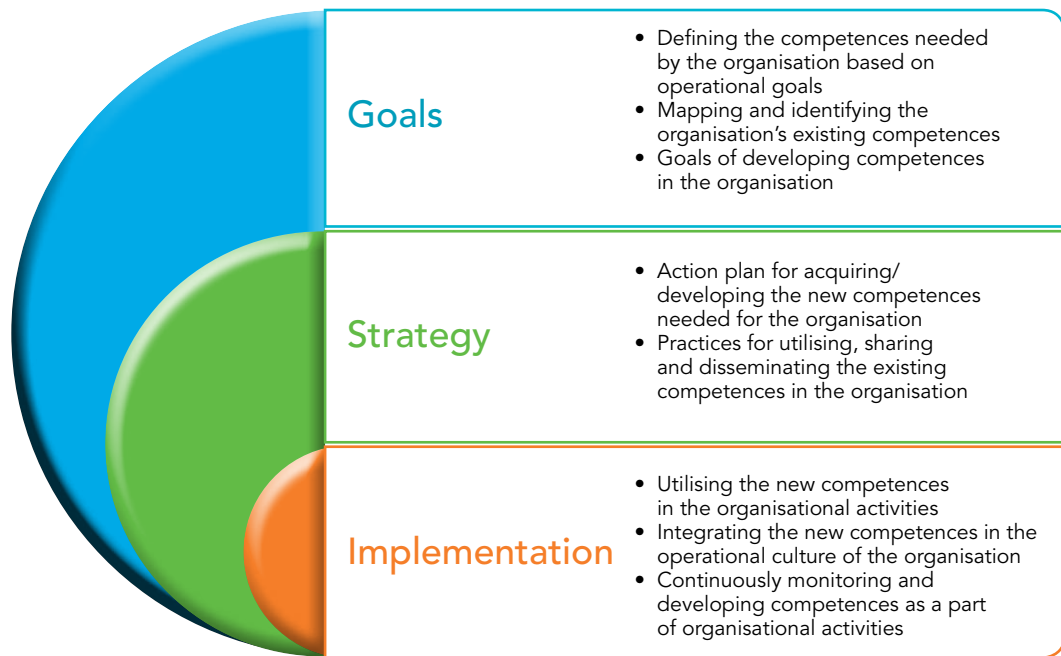 Goals
• Defining the competences needed
by the organisation based on
operational goals
• Mapping and identifying the
organisation's existing competences
• Goals of developing competences
in the organisation
Strategy
• Action plan for acquiring/
developing the new competences
needed for the organisation
• Practices for utilising, sharing
and disseminating the existing
competences in the organisation
Implementation
• Utilising the new competences
in the organisational activities
• Integrating the new competences in the
operational culture of the organisation
• Continuously monitoring and
developing competences as a part
of organisational activities